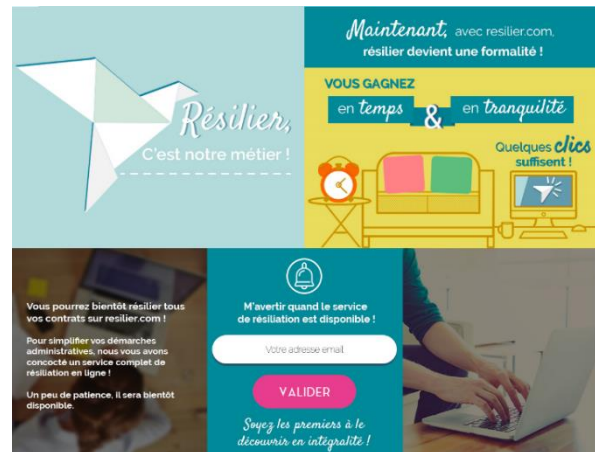 Résilier,
C'est notre métier !
Maintenant, avec resilier.com,
résilier devient une formalité !
VOUS GAGNEZ
en temps & en tranquilité
Quelques clics
suffisent !
Vous pourrez bientôt résilier tous
vos contrats sur resilier.com !
Pour simplifier vos démarches
administratives, nous vous avons
concocté un service complet de
résiliation en ligne !
Un peu de patience, il sera bientôt
disponible.
M'avertir quand le service
de résiliation est disponible !
Votre adresse email
VALIDER
Soyez les premiers à le
découvrir en intégralité !